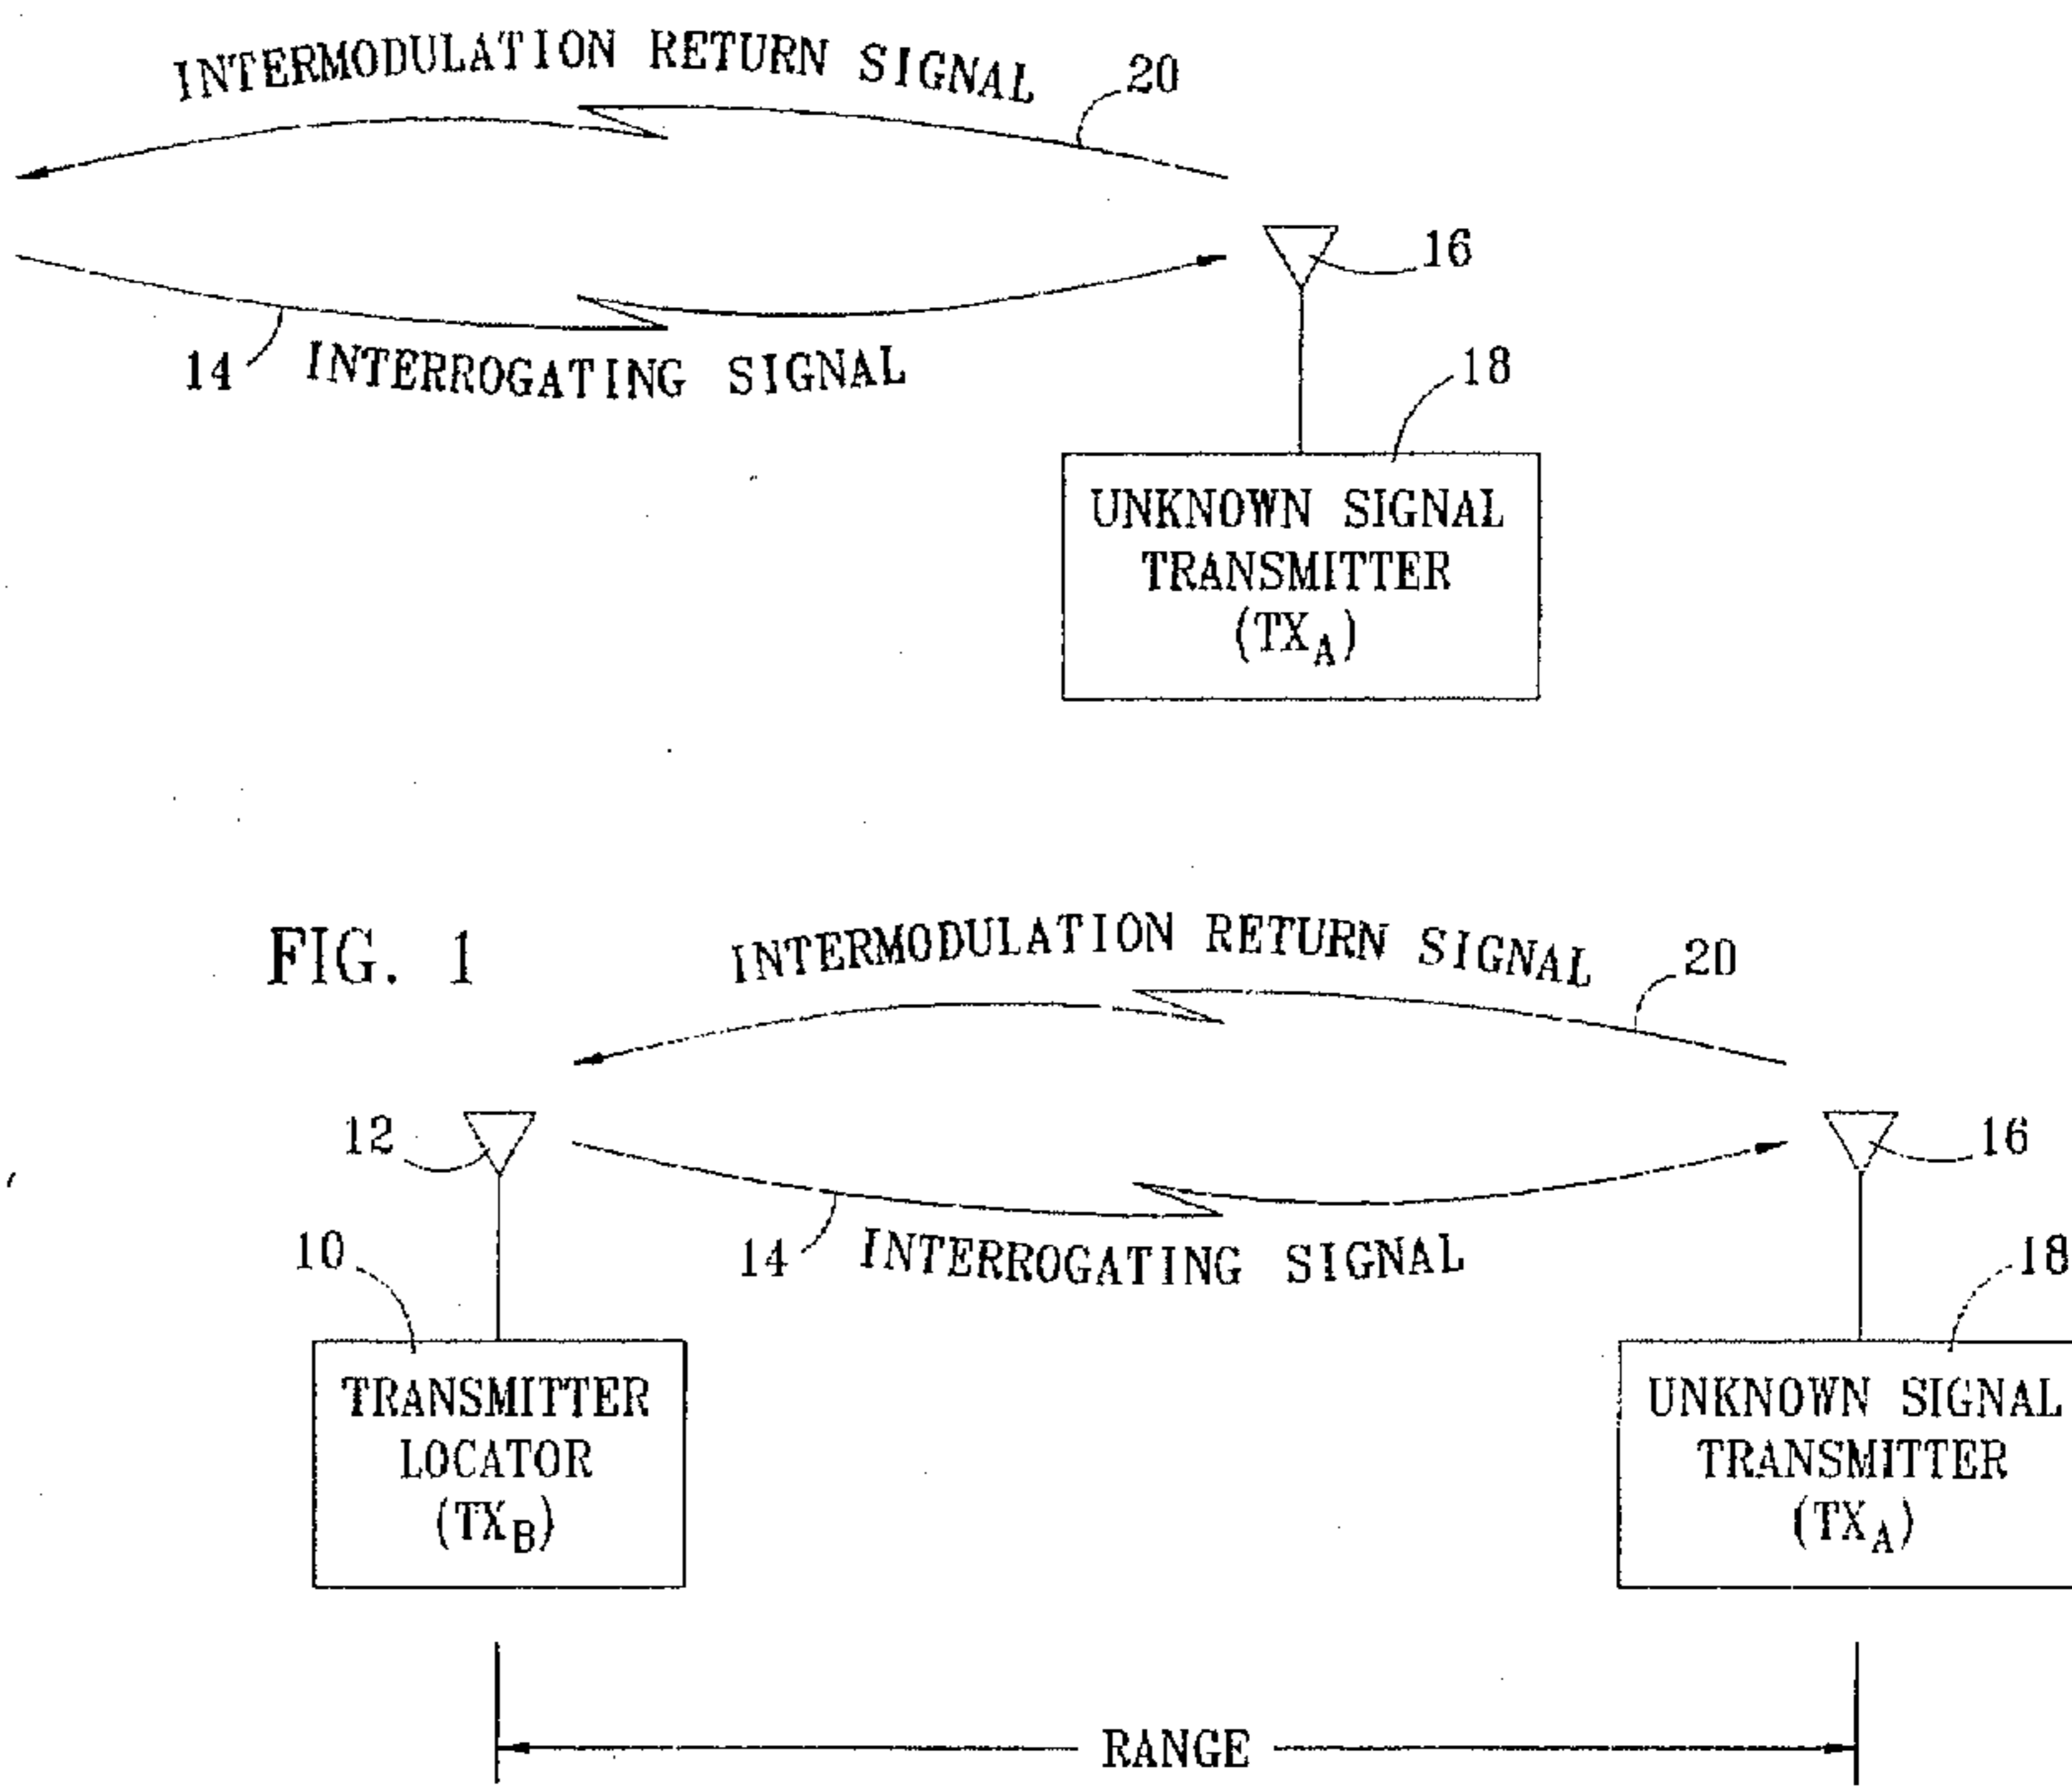 INTERMODULATION RETURN SIGNAL
20
16
14
INTERROGATING SIGNAL
18
UNKNOWN SIGNAL
TRANSMITTER
(TXA)
FIG. 1
INTERMODULATION RETURN SIGNAL
20
12
16
10
14
INTERROGATING SIGNAL
18
TRANSMITTER
LOCATOR
(TXB)
UNKNOWN SIGNAL
TRANSMITTER
(TXA)
RANGE